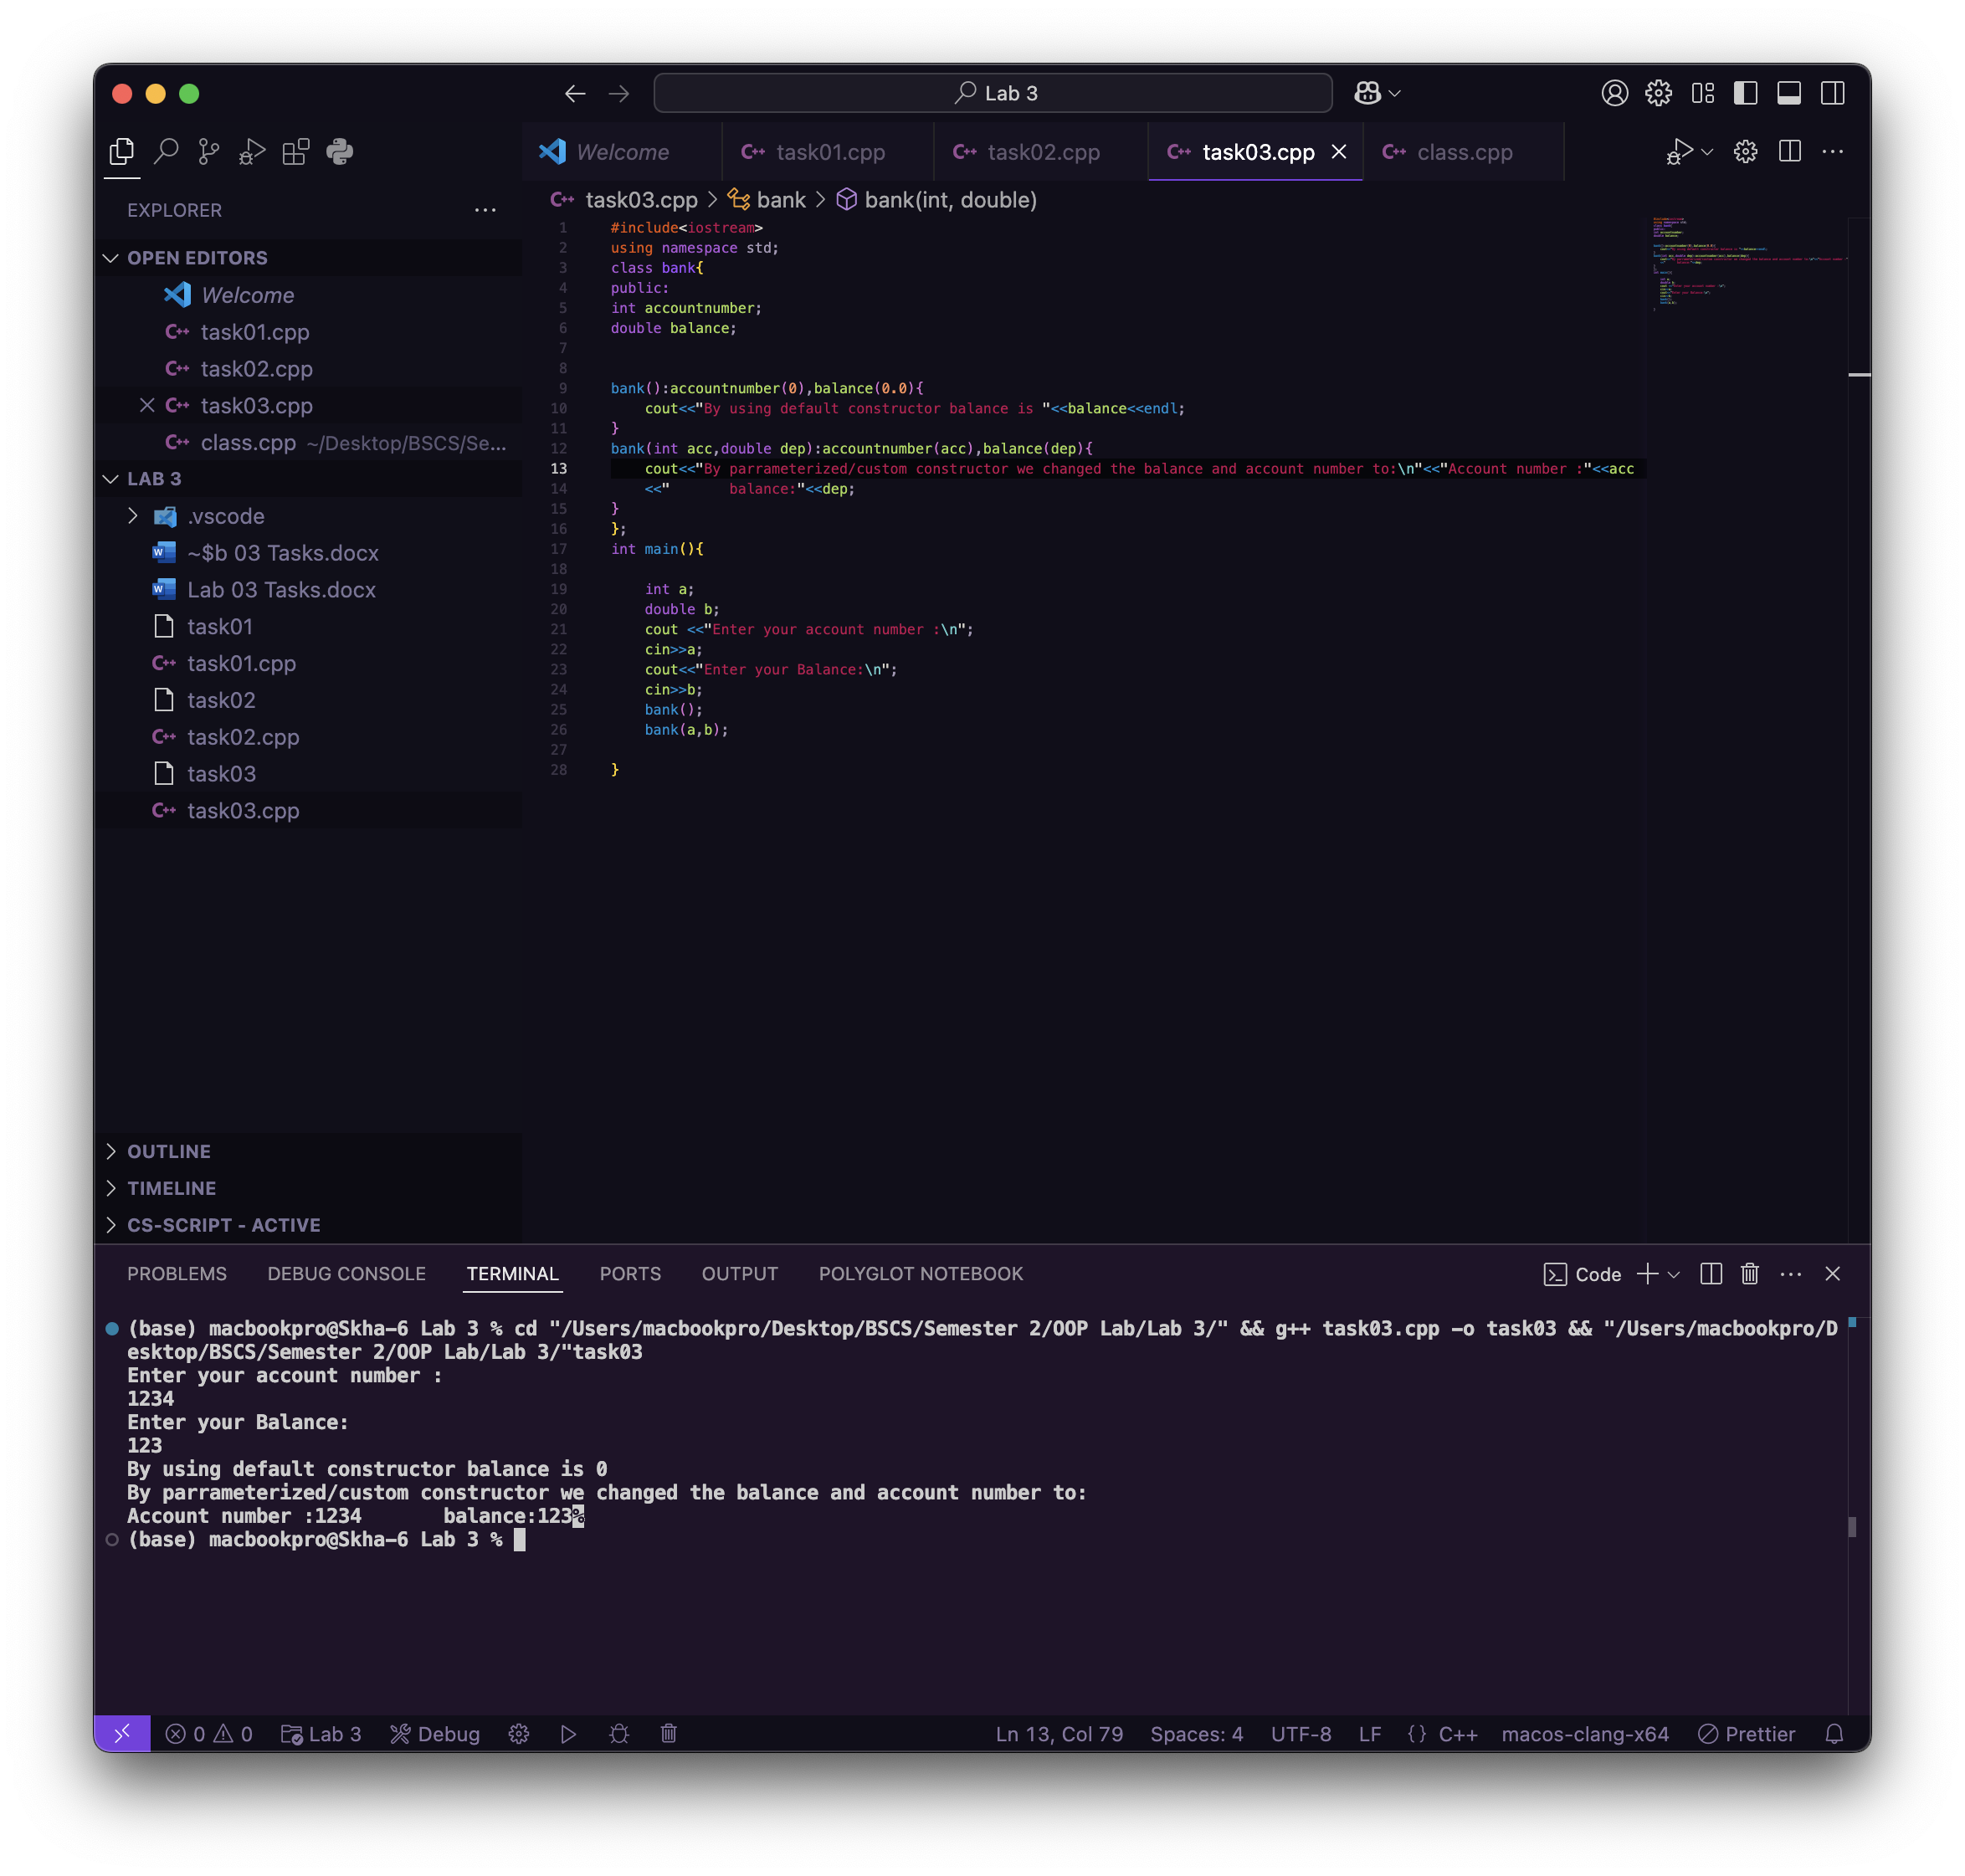 Lab 3
Welcome
task01.cpp
task02.cpp
task03.cpp
class.cpp
EXPLORER
OPEN EDITORS
Welcome
task01.cpp
task02.cpp
task03.cpp
class.cpp ~/Desktop/BSCS/Se...
LAB 3
.vscode
~$b 03 Tasks.docx
Lab 03 Tasks.docx
task01
task01.cpp
task02
task02.cpp
task03
task03.cpp
OUTLINE
TIMELINE
CS-SCRIPT - ACTIVE
task03.cpp > bank > bank(int, double)
1 #include<iostream>
2 using namespace std;
3 class bank{
4 public:
5 int accountnumber;
6 double balance;
7
8
9 bank():accountnumber(0),balance(0.0){
10     cout<<"By using default constructor balance is "<<balance<<endl;
11 }
12 bank(int acc,double dep):accountnumber(acc),balance(dep){
13     cout<<"By parrameterized/custom constructor we changed the balance and account number to:\n"<<"Account number :"<<acc
14     <<"       balance:"<<dep;
15 }
16 };
17 int main(){
18
19     int a;
20     double b;
21     cout <<"Enter your account number :\n";
22     cin>>a;
23     cout<<"Enter your Balance:\n";
24     cin>>b;
25     bank();
26     bank(a,b);
27
28 }
PROBLEMS DEBUG CONSOLE TERMINAL PORTS OUTPUT POLYGLOT NOTEBOOK
Code
(base) macbookpro@Skha-6 Lab 3 % cd "/Users/macbookpro/Desktop/BSCS/Semester 2/OOP Lab/Lab 3/" && g++ task03.cpp -o task03 && "/Users/macbookpro/D
esktop/BSCS/Semester 2/OOP Lab/Lab 3/"task03
Enter your account number :
1234
Enter your Balance:
123
By using default constructor balance is 0
By parrameterized/custom constructor we changed the balance and account number to:
Account number :1234       balance:123%
(base) macbookpro@Skha-6 Lab 3 %
0 0 Lab 3 Debug Ln 13, Col 79 Spaces: 4 UTF-8 LF {} C++ macos-clang-x64 Prettier